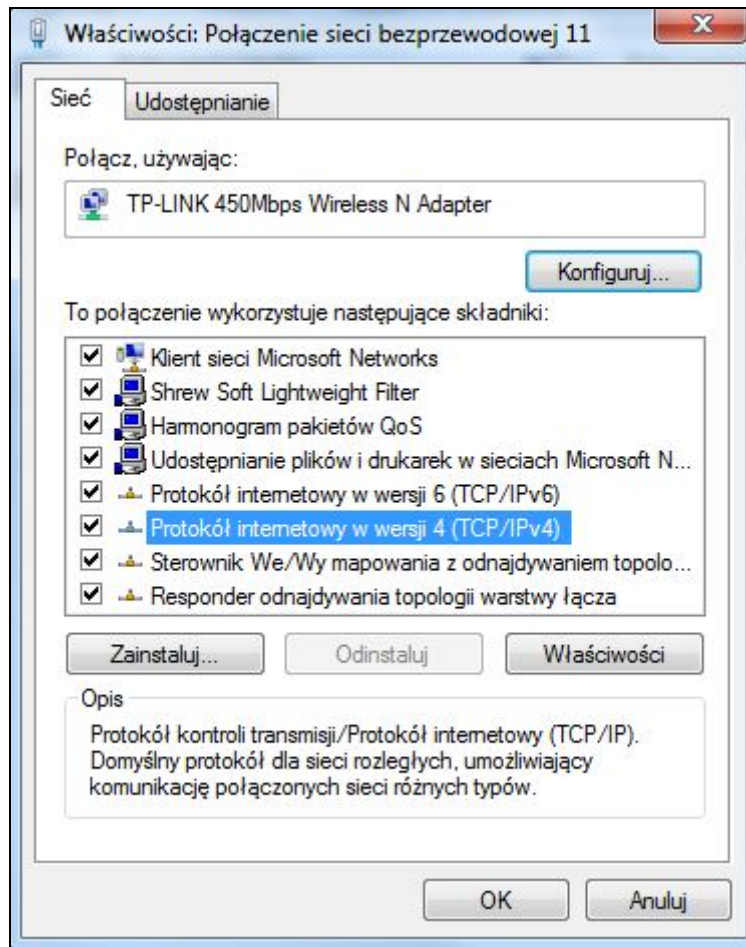 Właściwości: Połączenie sieci bezprzewodowej 11
Sieć
Udostępnianie
Połącz, używając:
TP-LINK 450Mbps Wireless N Adapter
Konfiguruj...
To połączenie wykorzystuje następujące składniki:
Klient sieci Microsoft Networks
Shrew Soft Lightweight Filter
Harmonogram pakietów QoS
Udostępnianie plików i drukarek w sieciach Microsoft N...
Protokół internetowy w wersji 6 (TCP/IPv6)
Protokół internetowy w wersji 4 (TCP/IPv4)
Sterownik We/Wy mapowania z odnajdywaniem topolo...
Responder odnajdywania topologii warstwy łącza
Zainstaluj...
Odinstaluj
Właściwości
Opis
Protokół kontroli transmisji/Protokół internetowy (TCP/IP).
Domyślny protokół dla sieci rozległych, umożliwiający
komunikację połączonych sieci różnych typów.
OK
Anuluj